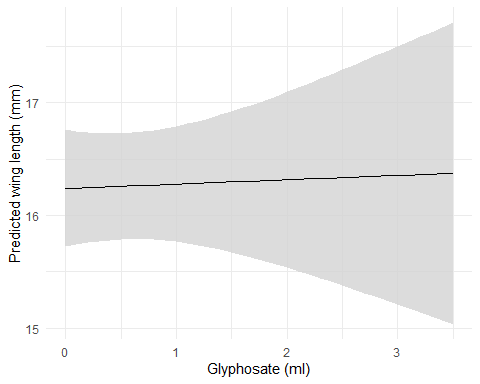 Predicted wing length (mm)
17
16
15
0 1 2 3
Glyphosate (ml)